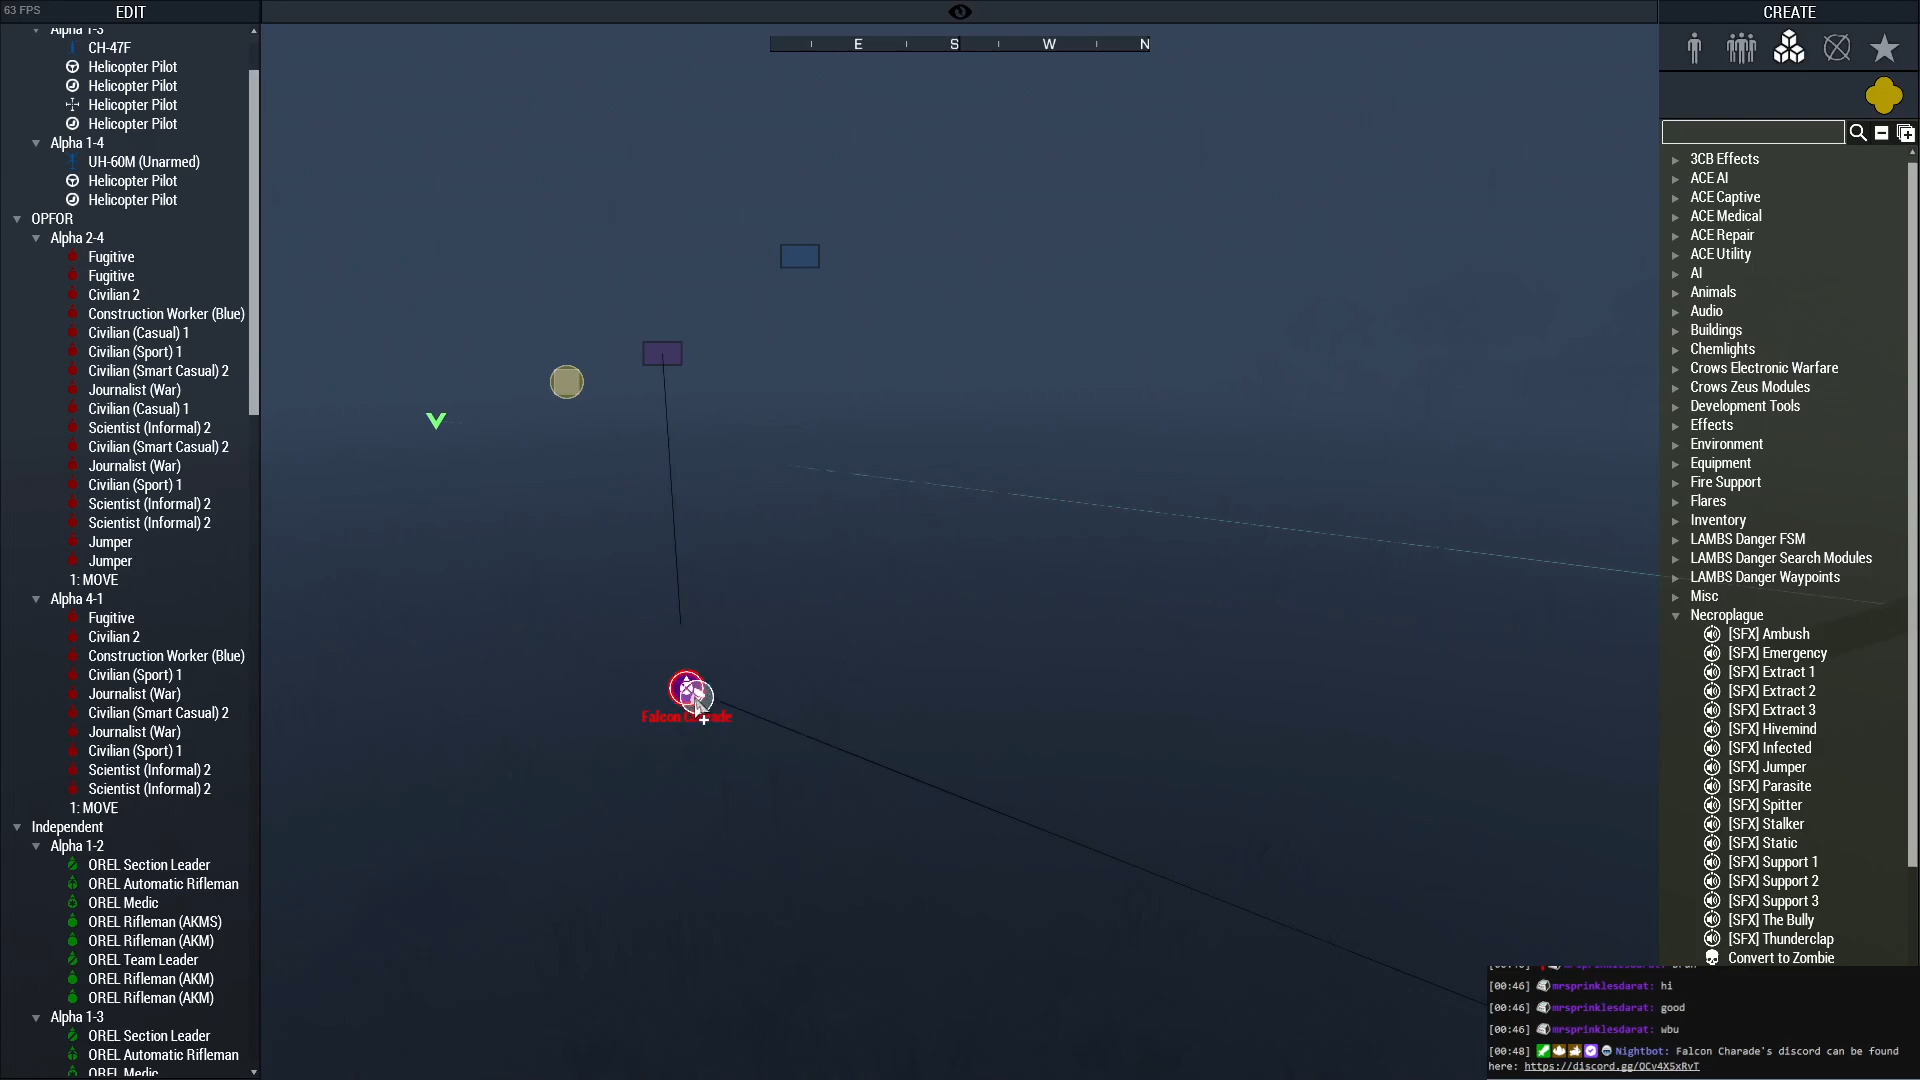 63 FPS
EDIT
Alpha 1-3
CH-47F
Helicopter Pilot
Helicopter Pilot
Helicopter Pilot
Helicopter Pilot
Alpha 1-4
UH-60M (Unarmed)
Helicopter Pilot
Helicopter Pilot
OPFOR
Alpha 2-4
Fugitive
Fugitive
Civilian 2
Construction Worker (Blue)
Civilian (Casual) 1
Civilian (Sport) 1
Civilian (Smart Casual) 2
Journalist (War)
Civilian (Casual) 1
Scientist (Informal) 2
Civilian (Smart Casual) 2
Journalist (War)
Civilian (Sport) 1
Scientist (Informal) 2
Scientist (Informal) 2
Jumper
Jumper
1: MOVE
Alpha 4-1
Fugitive
Civilian 2
Construction Worker (Blue)
Civilian (Sport) 1
Journalist (War)
Civilian (Smart Casual) 2
Journalist (War)
Civilian (Sport) 1
Scientist (Informal) 2
Scientist (Informal) 2
1: MOVE
Independent
Alpha 1-2
OREL Section Leader
OREL Automatic Rifleman
OREL Medic
OREL Rifleman (AKMS)
OREL Rifleman (AKM)
OREL Team Leader
OREL Rifleman (AKM)
OREL Rifleman (AKM)
Alpha 1-3
OREL Section Leader
OREL Automatic Rifleman
OREL Medic
E S W N
Falcon Charade
CREATE
3CB Effects
ACE AI
ACE Captive
ACE Medical
ACE Repair
ACE Utility
AI
Animals
Audio
Buildings
Chemlights
Crows Electronic Warfare
Crows Zeus Modules
Development Tools
Effects
Environment
Equipment
Fire Support
Flares
Inventory
LAMBS Danger FSM
LAMBS Danger Search Modules
LAMBS Danger Waypoints
Misc
Necroplague
[SFX] Ambush
[SFX] Emergency
[SFX] Extract 1
[SFX] Extract 2
[SFX] Extract 3
[SFX] Hivemind
[SFX] Infected
[SFX] Jumper
[SFX] Parasite
[SFX] Spitter
[SFX] Stalker
[SFX] Static
[SFX] Support 1
[SFX] Support 2
[SFX] Support 3
[SFX] The Bully
[SFX] Thunderclap
Convert to Zombie
[00:46] mrsprinklesdarat: hi
[00:46] mrsprinklesdarat: good
[00:46] mrsprinklesdarat: wbu
[00:48] Nightbot: Falcon Charade's discord can be found
here: https://discord.gg/QCv4X5xRvT